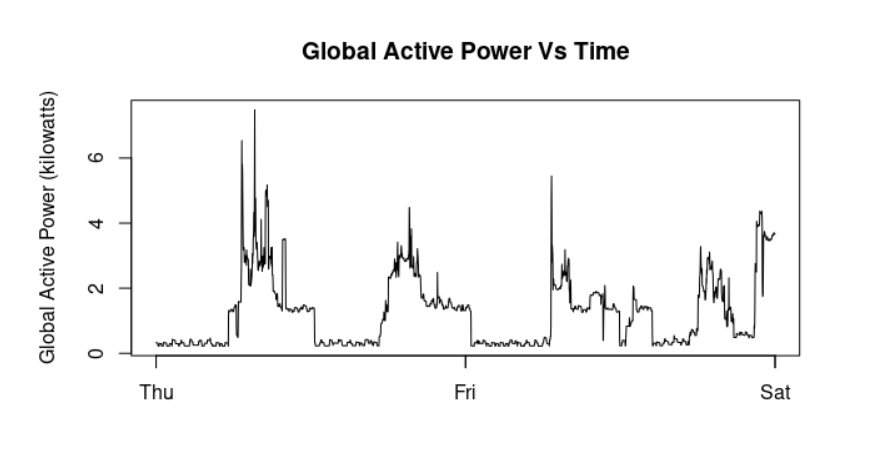 Global Active Power Vs Time
Global Active Power (kilowatts)
6
4
2
0
Thu Fri Sat